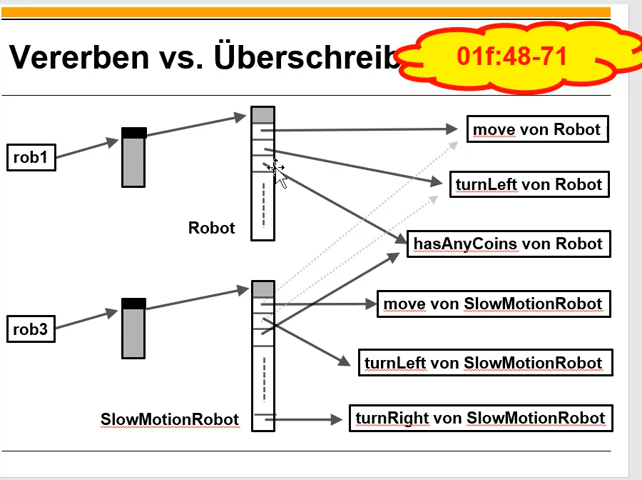 Vererben vs. Überschreib
01f:48-71
move von Robot
rob1
turnLeft von Robot
Robot
hasAnyCoins von Robot
move von SlowMotionRobot
rob3
turnLeft von SlowMotionRobot
SlowMotionRobot
turnRight von SlowMotionRobot